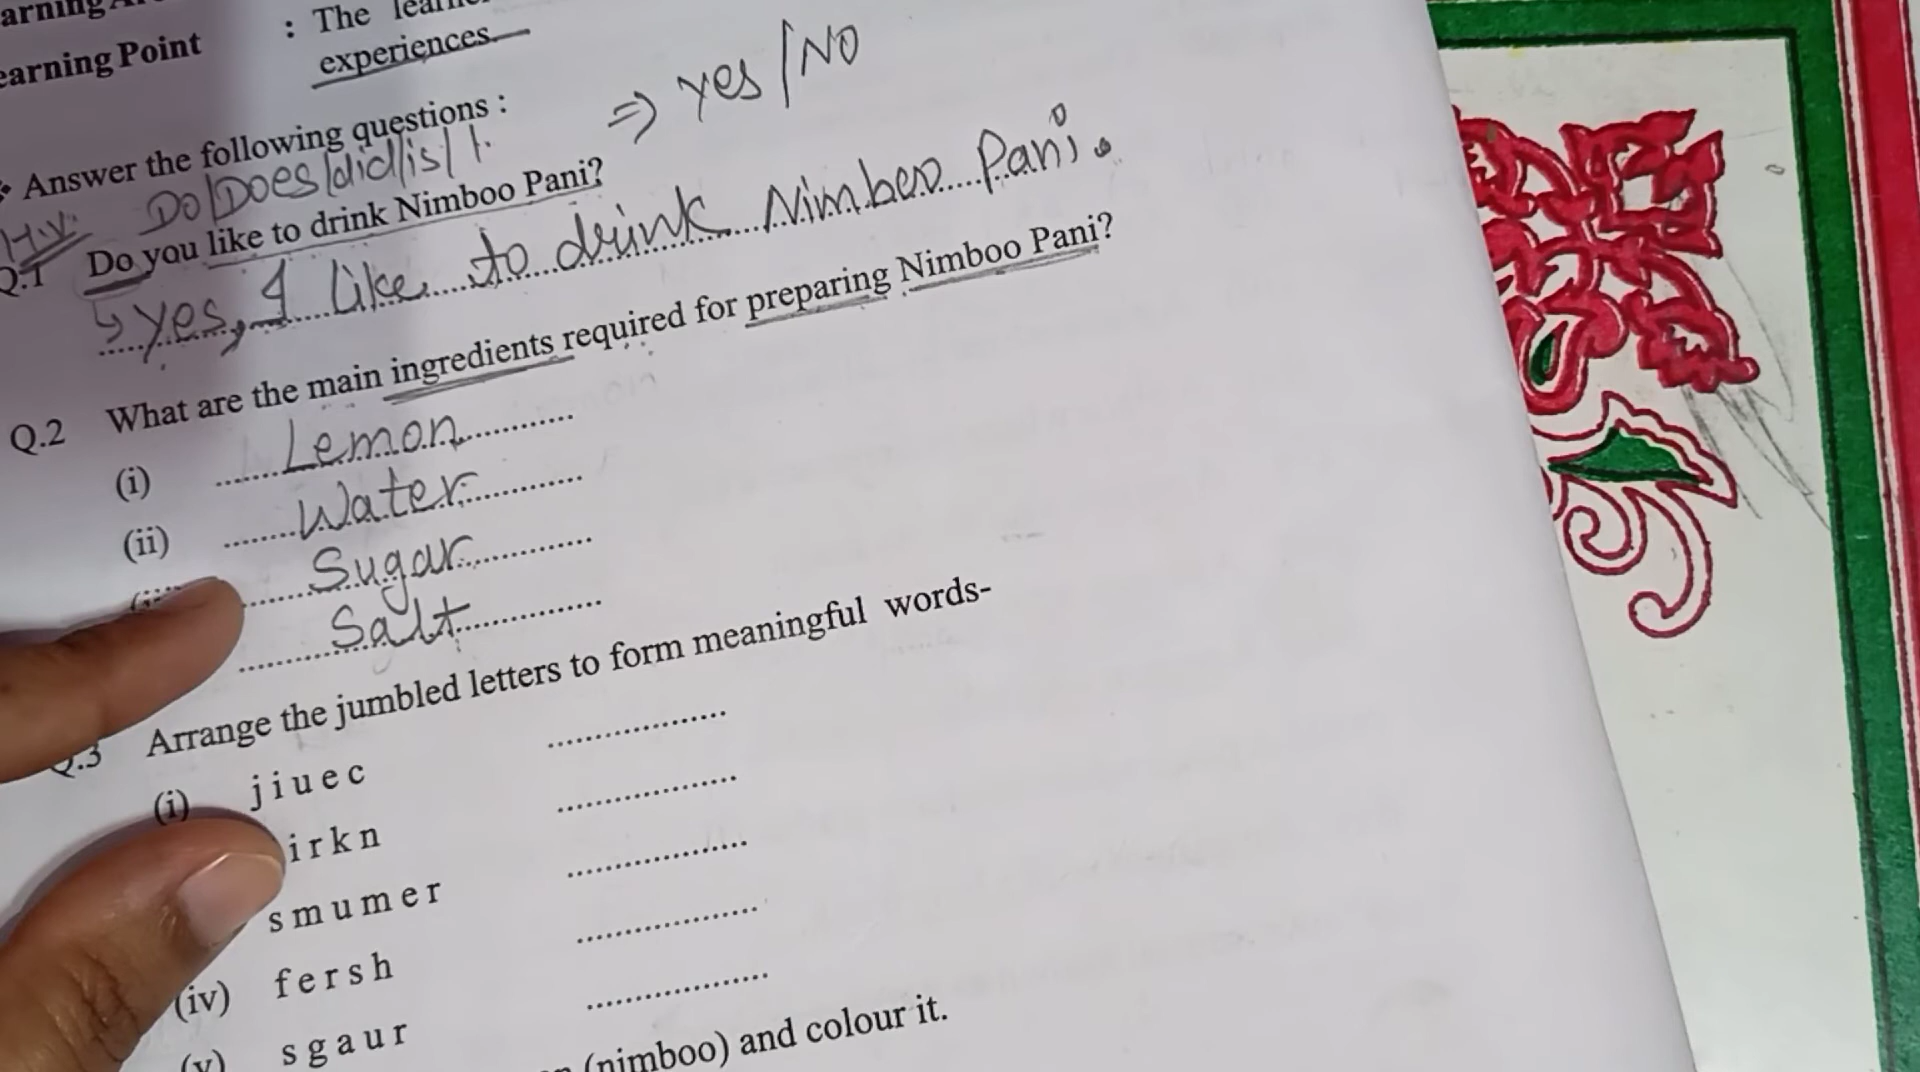 : The
earning Point
experiences
⇒ yes/No
Answer the following questions :
Do/Does/did/is/
H.V.
Q.1 Do you like to drink Nimboo Pani?
↳ yes, I like to drink Nimboo Pani.
Q.2 What are the main ingredients required for preparing Nimboo Pani?
(i) Lemon
(ii) Water
Sugar
Salt
Q.3 Arrange the jumbled letters to form meaningful words-
(i) j i u e c
i r k n
s m u m e r
(iv) f e r s h
(v) s g a u r
(nimboo) and colour it.